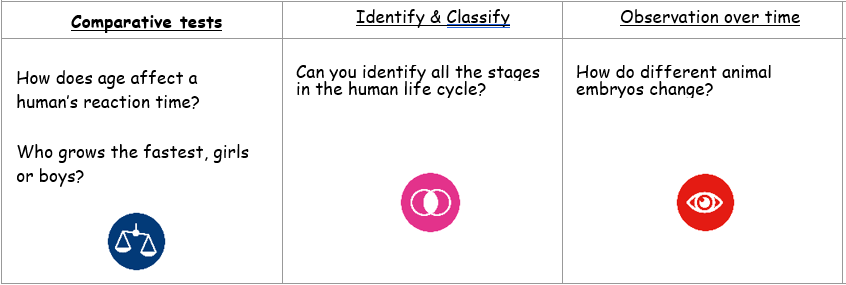 Comparative tests
How does age affect a
human's reaction time?
Who grows the fastest, girls
or boys?
Identify & Classify
Can you identify all the stages
in the human life cycle?
Observation over time
How do different animal
embryos change?